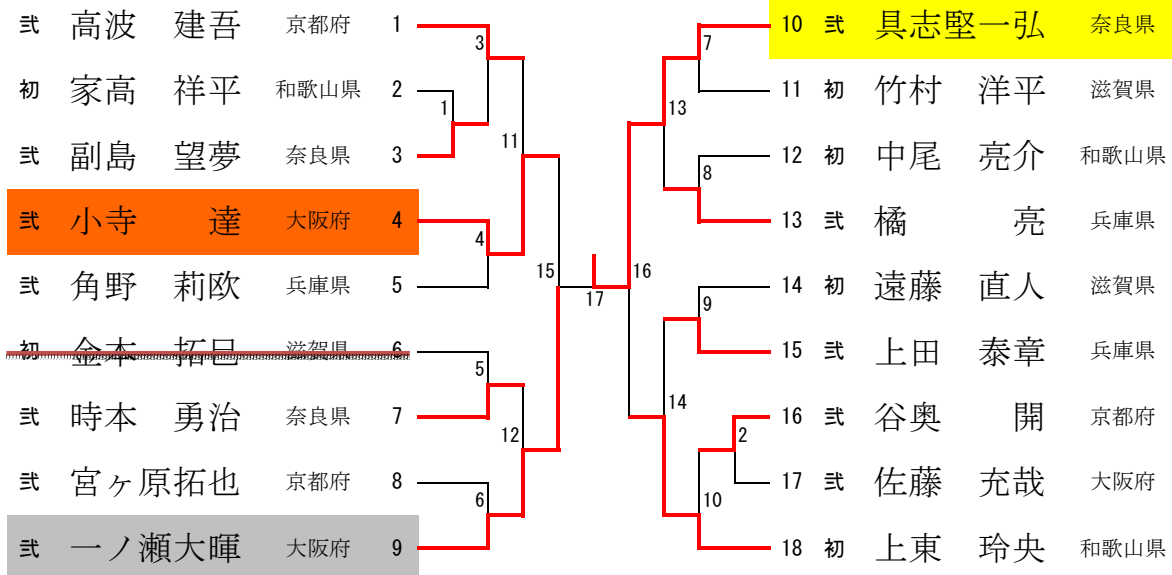 弐 高波 建吾 京都府 1
初 家高 祥平 和歌山県 2
弐 副島 望夢 奈良県 3
弐 小寺 達 大阪府 4
弐 角野 莉欧 兵庫県 5
初 金本 拓巳 滋賀県 6
弐 時本 勇治 奈良県 7
弐 宮ヶ原拓也 京都府 8
弐 一ノ瀬大暉 大阪府 9
3
1
11
4
15
5
12
6
17
16
7
13
8
9
14
2
10
10 弐 具志堅一弘 奈良県
11 初 竹村 洋平 滋賀県
12 初 中尾 亮介 和歌山県
13 弐 橘 亮 兵庫県
14 初 遠藤 直人 滋賀県
15 弐 上田 泰章 兵庫県
16 弐 谷奥 開 京都府
17 弐 佐藤 充哉 大阪府
18 初 上東 玲央 和歌山県